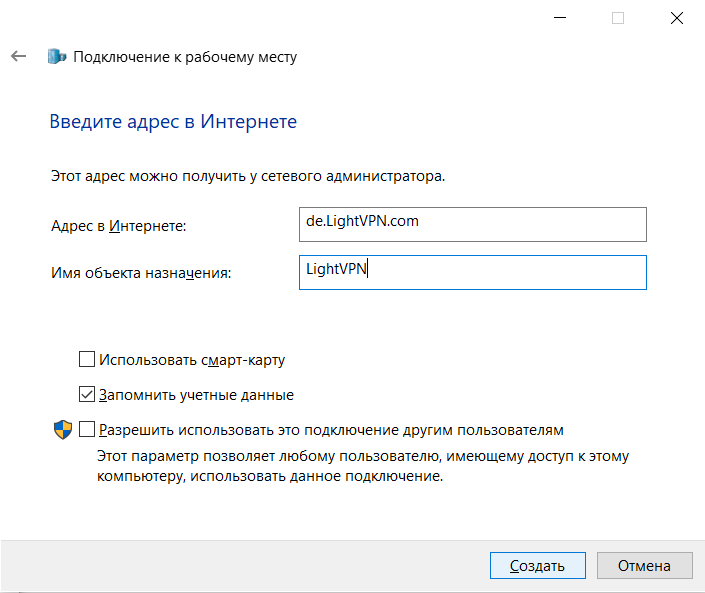 Подключение к рабочему месту
Введите адрес в Интернете
Этот адрес можно получить у сетевого администратора.
Адрес в Интернете: de.LightVPN.com
Имя объекта назначения: LightVPN
Использовать смарт-карту
Запомнить учетные данные
Разрешить использовать это подключение другим пользователям
Этот параметр позволяет любому пользователю, имеющему доступ к этому
компьютеру, использовать данное подключение.
Создать Отмена